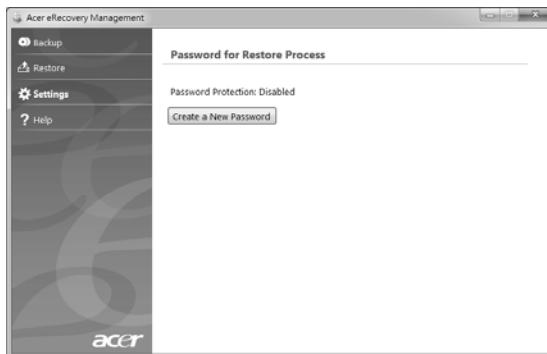 Acer eRecovery Management
Backup
Restore
Settings
Help
Password for Restore Process
Password Protection: Disabled
Create a New Password
acer